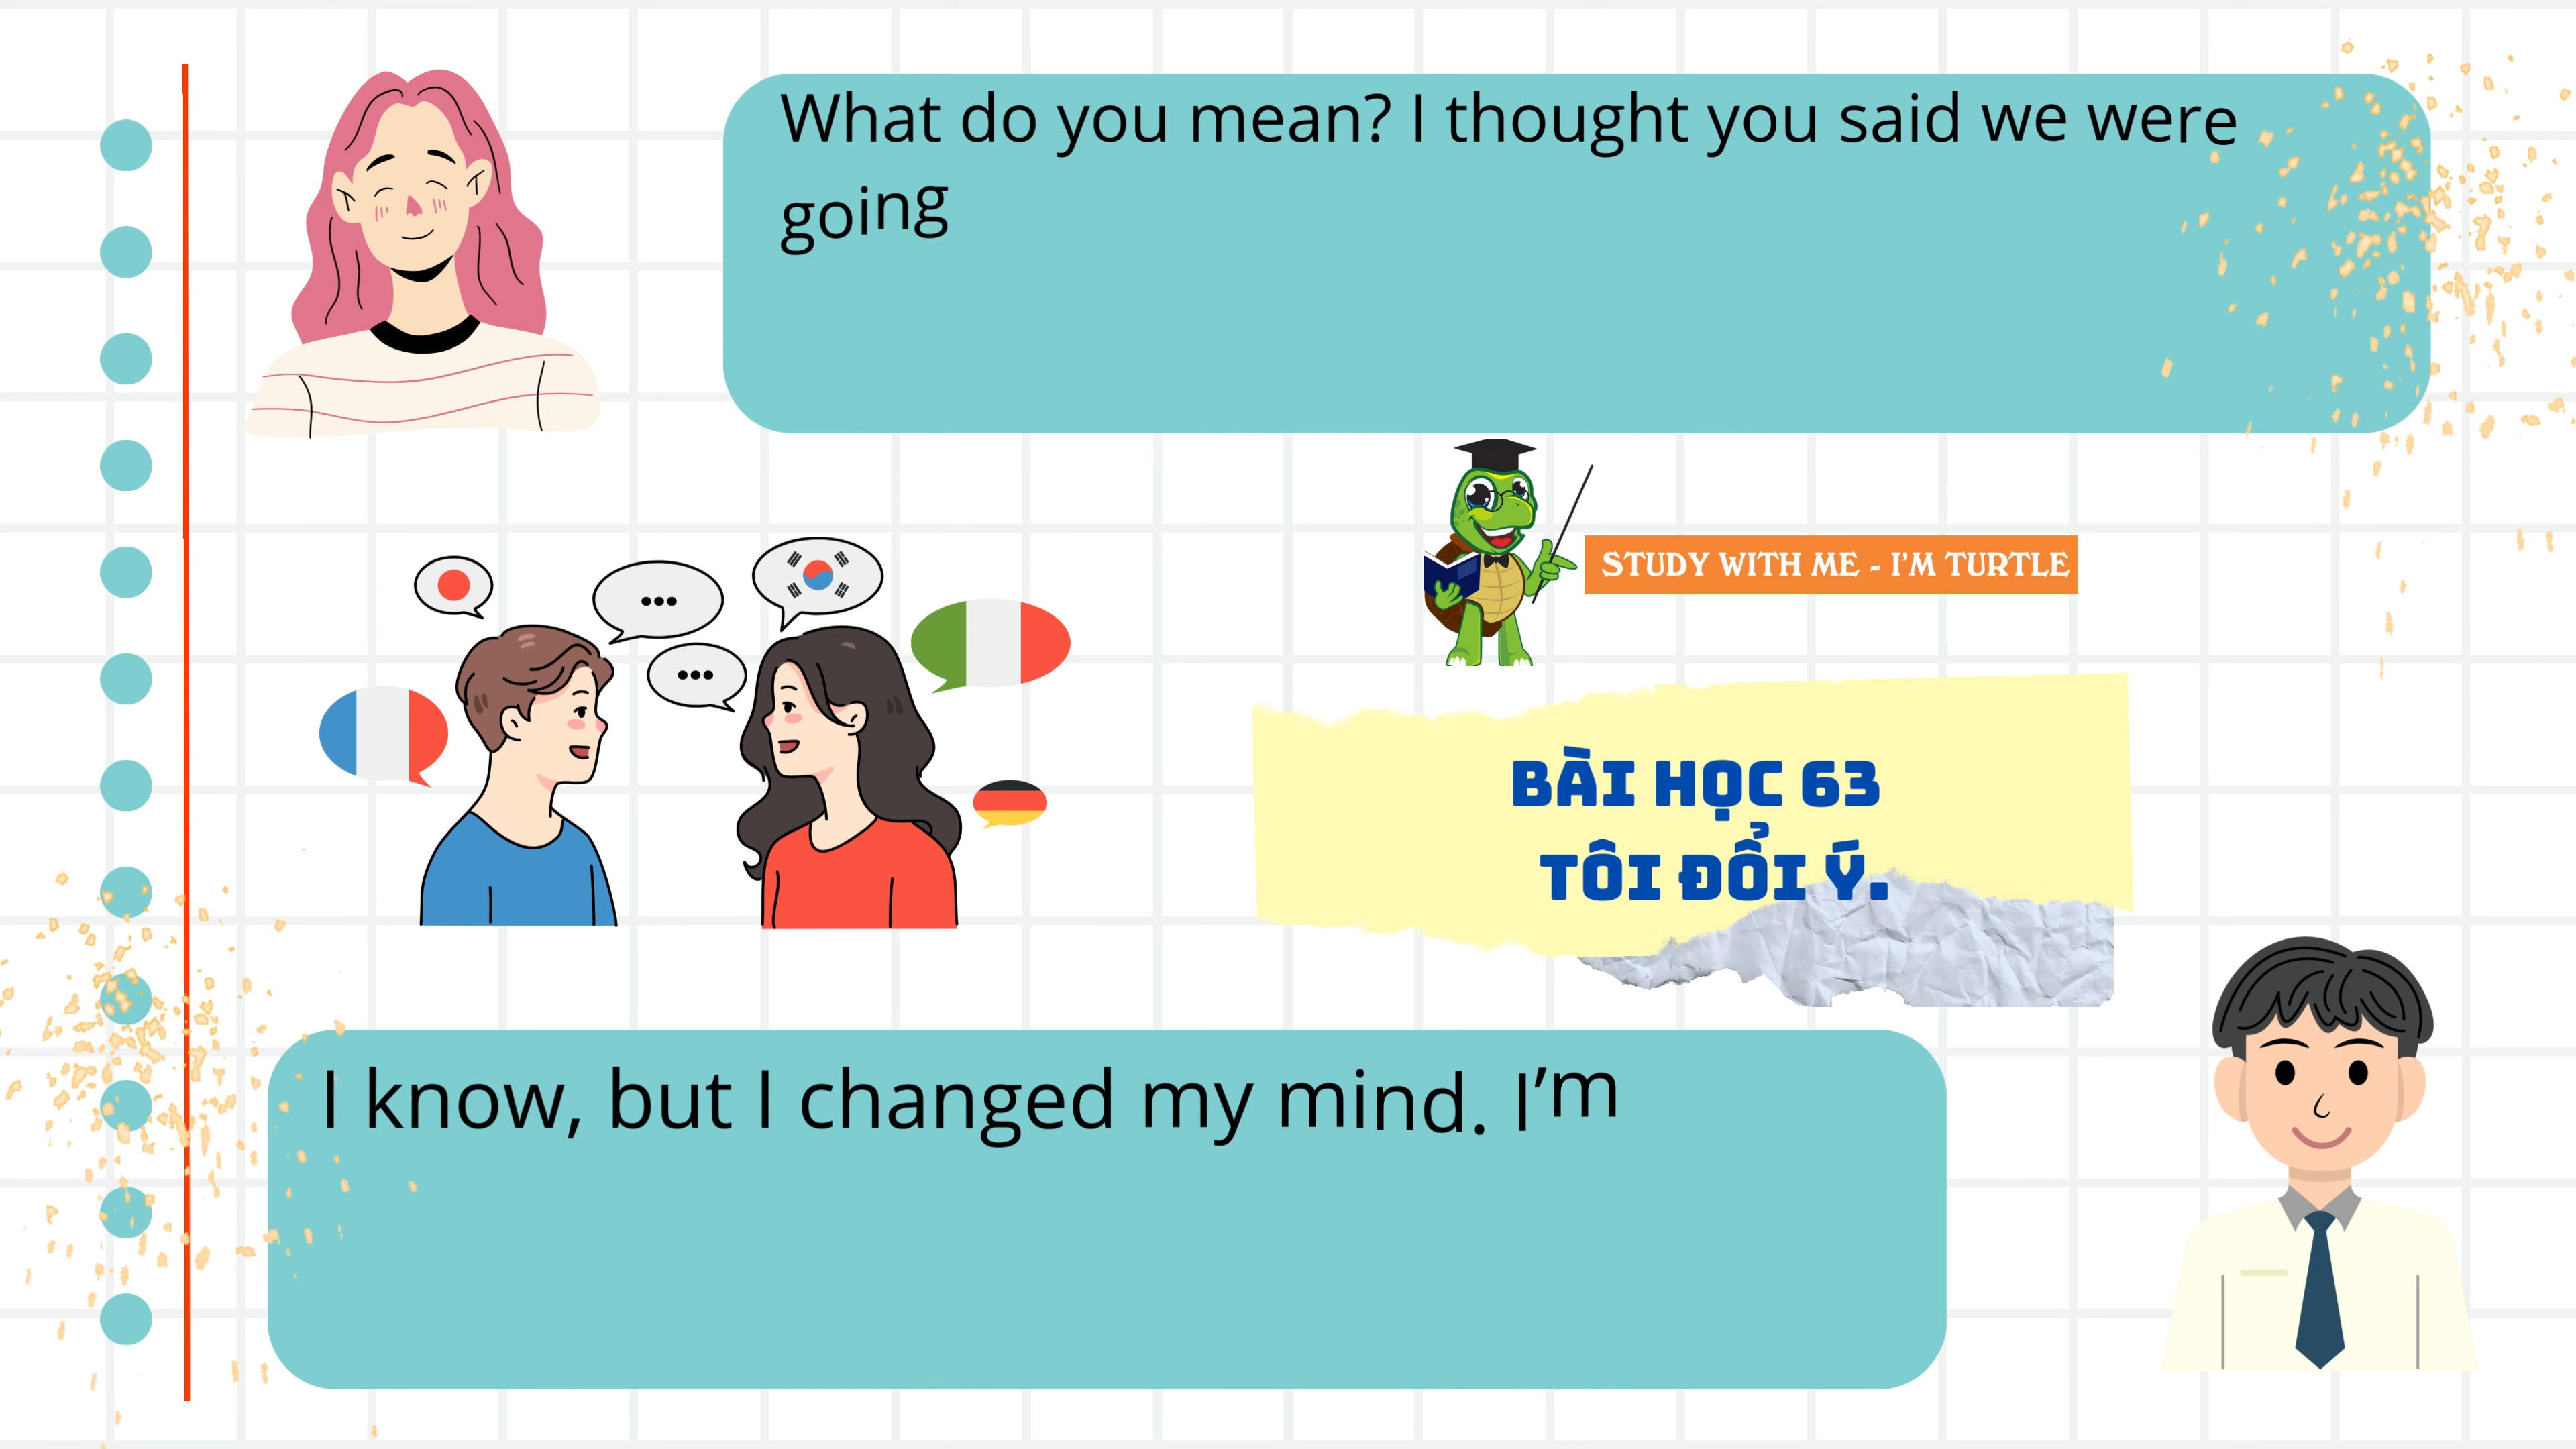 What do you mean? I thought you said we were
going
STUDY WITH ME - I'M TURTLE
BÀI HỌC 63
TÔI ĐỔI Ý.
I know, but I changed my mind. I’m